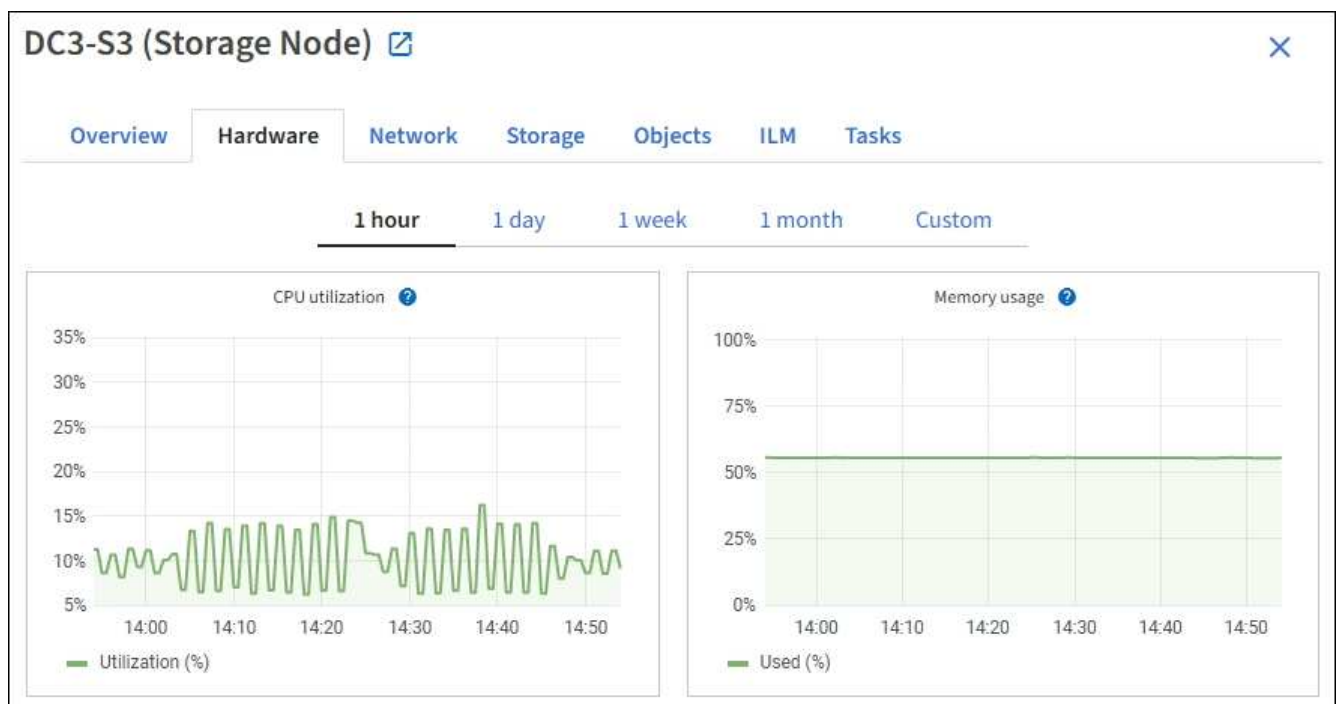 DC3-S3 (Storage Node)
Overview Hardware Network Storage Objects ILM Tasks
1 hour 1 day 1 week 1 month Custom
CPU utilization ?
35%
30%
25%
20%
15%
10%
5%
14:00 14:10 14:20 14:30 14:40 14:50
Utilization (%)
Memory usage ?
100%
75%
50%
25%
0%
14:00 14:10 14:20 14:30 14:40 14:50
Used (%)